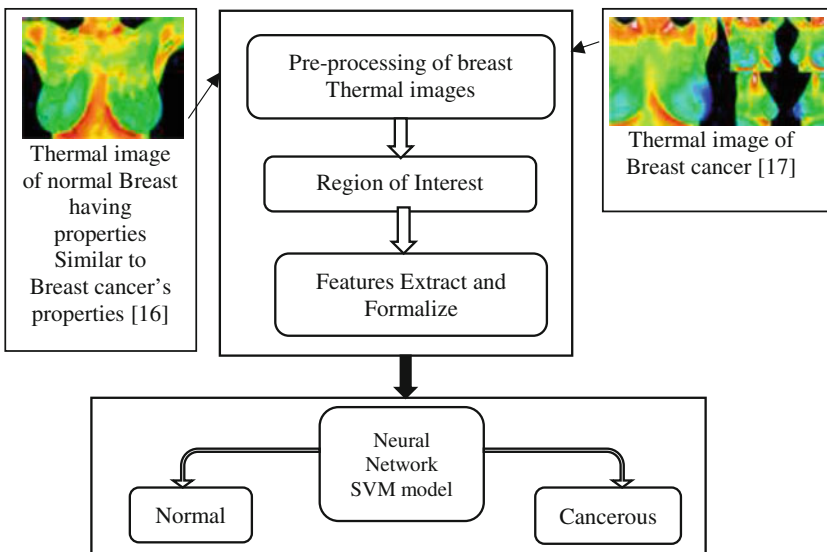 Thermal image
of normal Breast
having
properties
Similar to
Breast cancer's
properties [16]
Pre-processing of breast
Thermal images
Region of Interest
Features Extract and
Formalize
Thermal image of
Breast cancer [17]
Neural
Network
SVM model
Normal
Cancerous